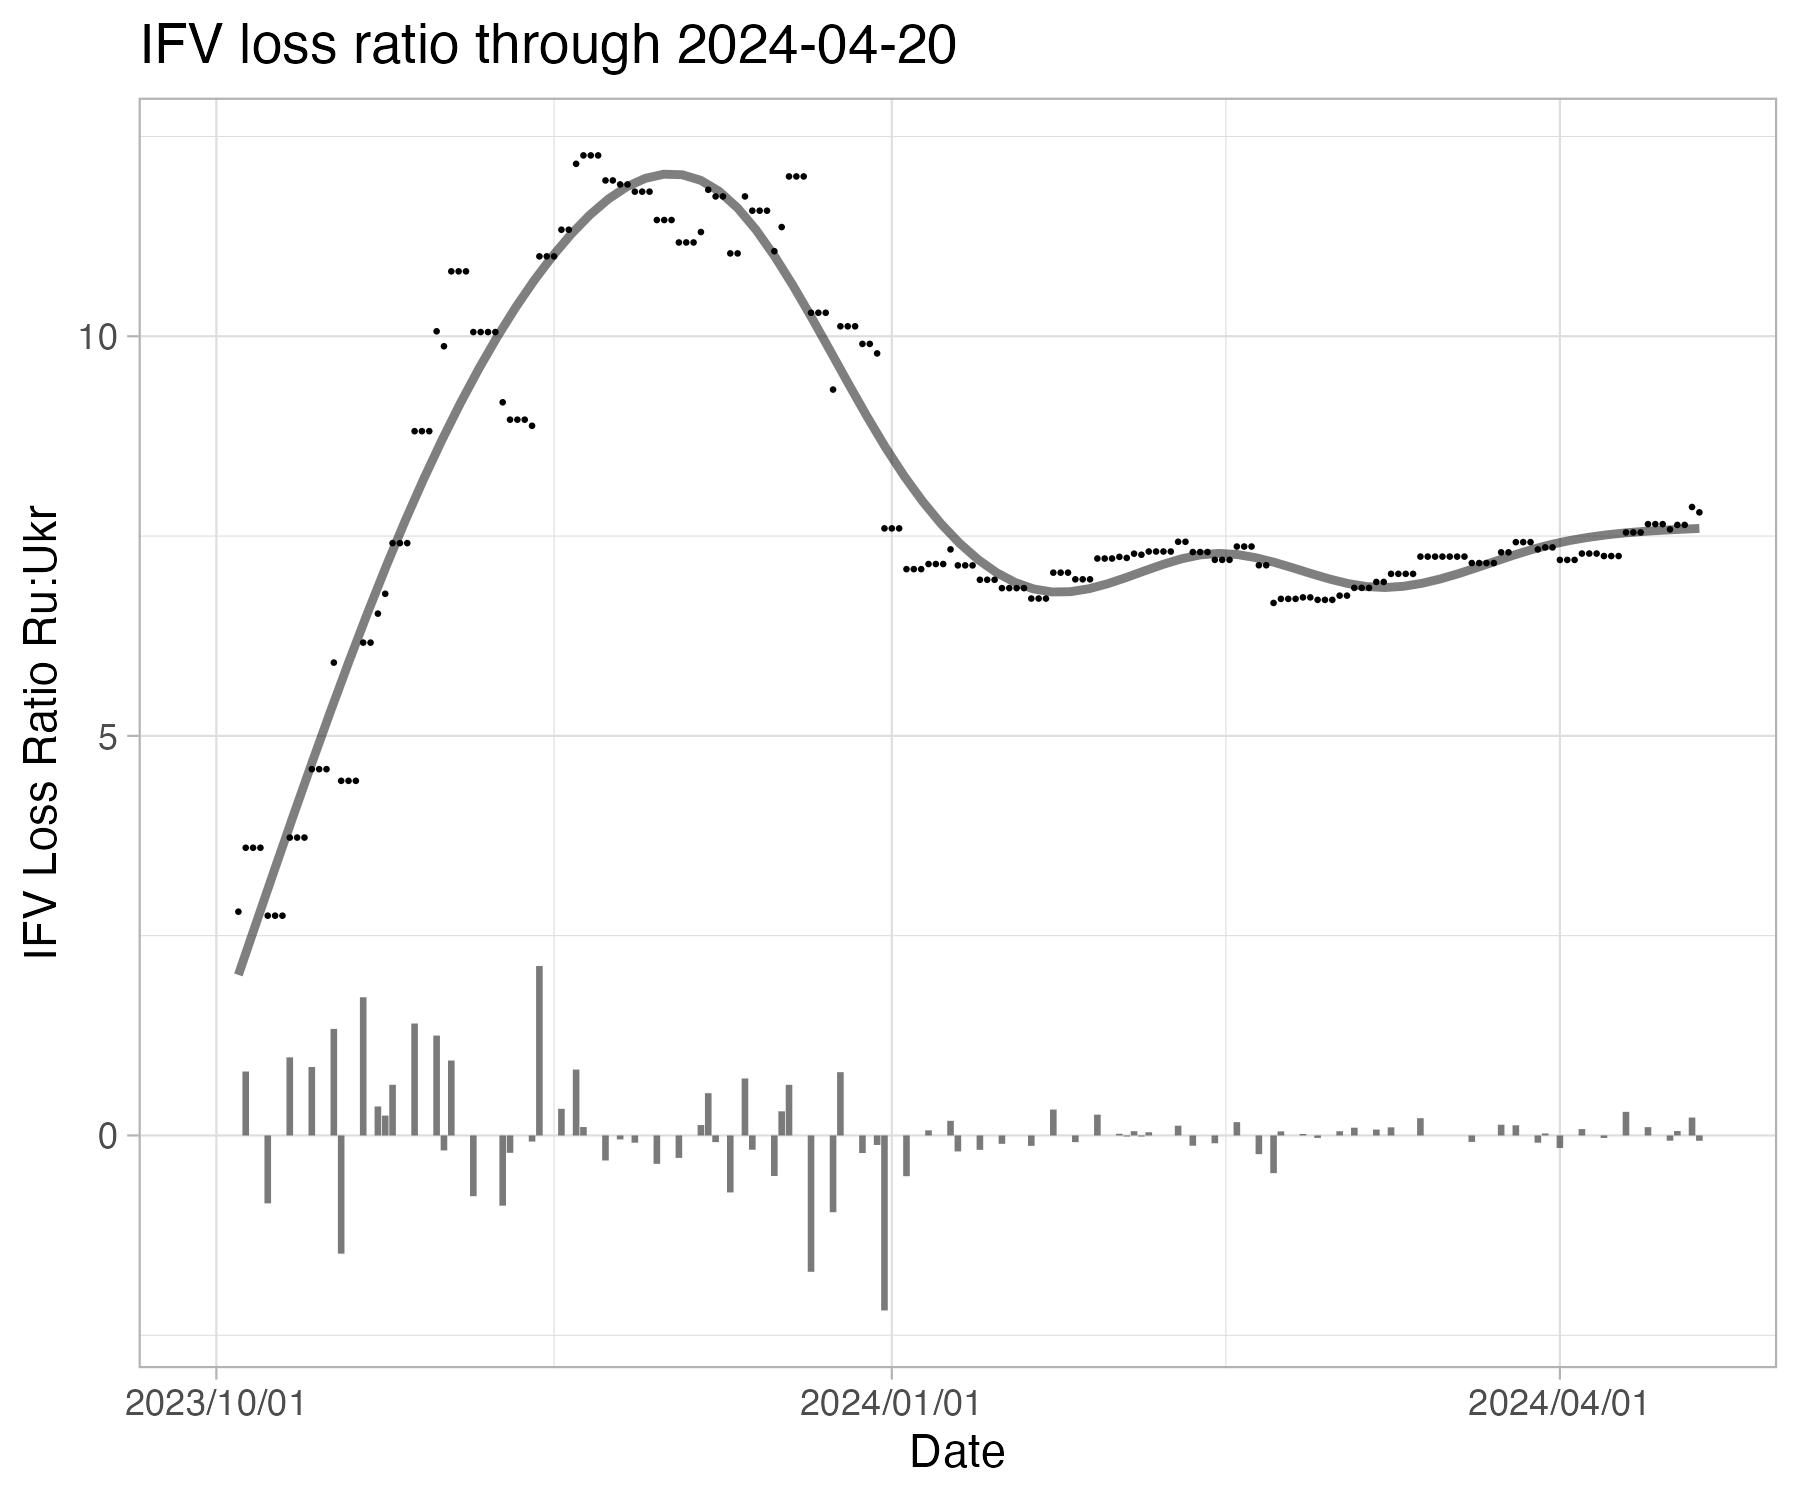 IFV loss ratio through 2024-04-20
IFV Loss Ratio Ru:Ukr
10
5
0
2023/10/01
2024/01/01
2024/04/01
Date